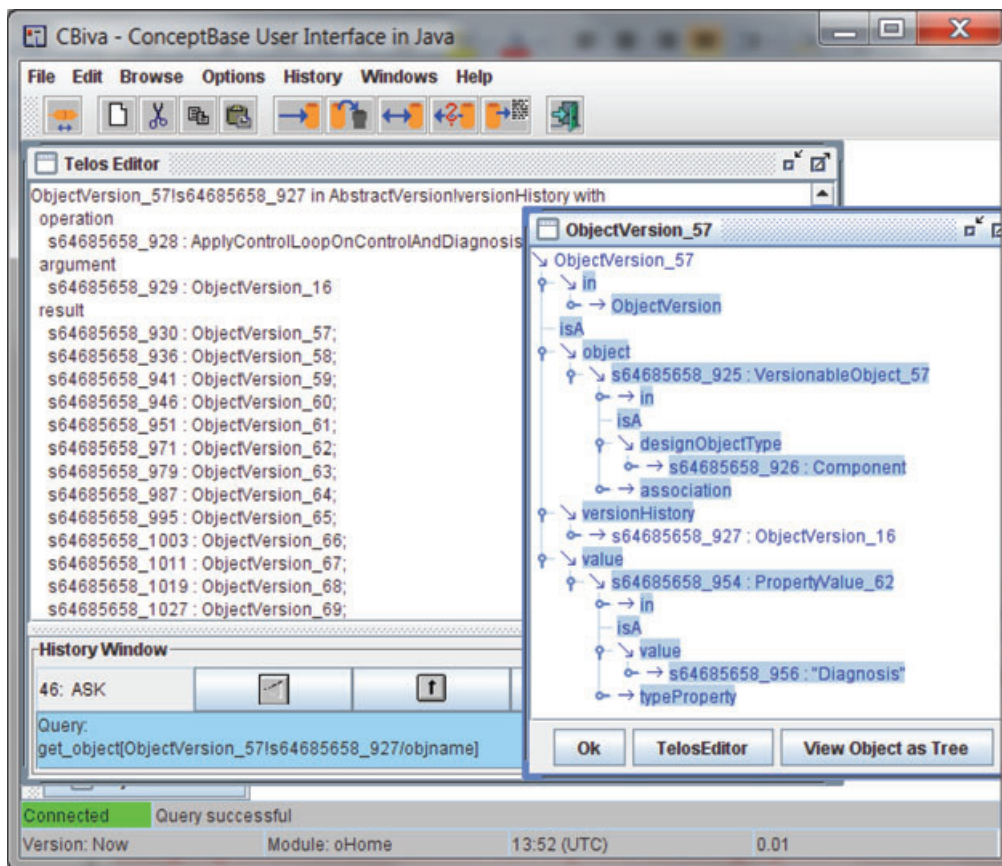 CBiva - ConceptBase User Interface in Java
File Edit Browse Options History Windows Help
Telos Editor
ObjectVersion_57!s64685658_927 in AbstractVersion!versionHistory with
operation
s64685658_928 : ApplyControlLoopOnControlAndDiagnosis
argument
s64685658_929 : ObjectVersion_16
result
s64685658_930 : ObjectVersion_57;
s64685658_936 : ObjectVersion_58;
s64685658_941 : ObjectVersion_59;
s64685658_946 : ObjectVersion_60;
s64685658_951 : ObjectVersion_61;
s64685658_971 : ObjectVersion_62;
s64685658_979 : ObjectVersion_63;
s64685658_987 : ObjectVersion_64;
s64685658_995 : ObjectVersion_65;
s64685658_1003 : ObjectVersion_66;
s64685658_1011 : ObjectVersion_67;
s64685658_1019 : ObjectVersion_68;
s64685658_1027 : ObjectVersion_69;
ObjectVersion_57
ObjectVersion_57
in
ObjectVersion
isA
object
s64685658_925 : VersionableObject_57
in
isA
designObjectType
s64685658_926 : Component
association
versionHistory
s64685658_927 : ObjectVersion_16
value
s64685658_954 : PropertyValue_62
in
isA
value
s64685658_956 : "Diagnosis"
typeProperty
Ok TelosEditor View Object as Tree
History Window
46: ASK
Query:
get_object[ObjectVersion_57!s64685658_927/objname]
Connected Query successful
Version: Now Module: oHome 13:52 (UTC) 0.01